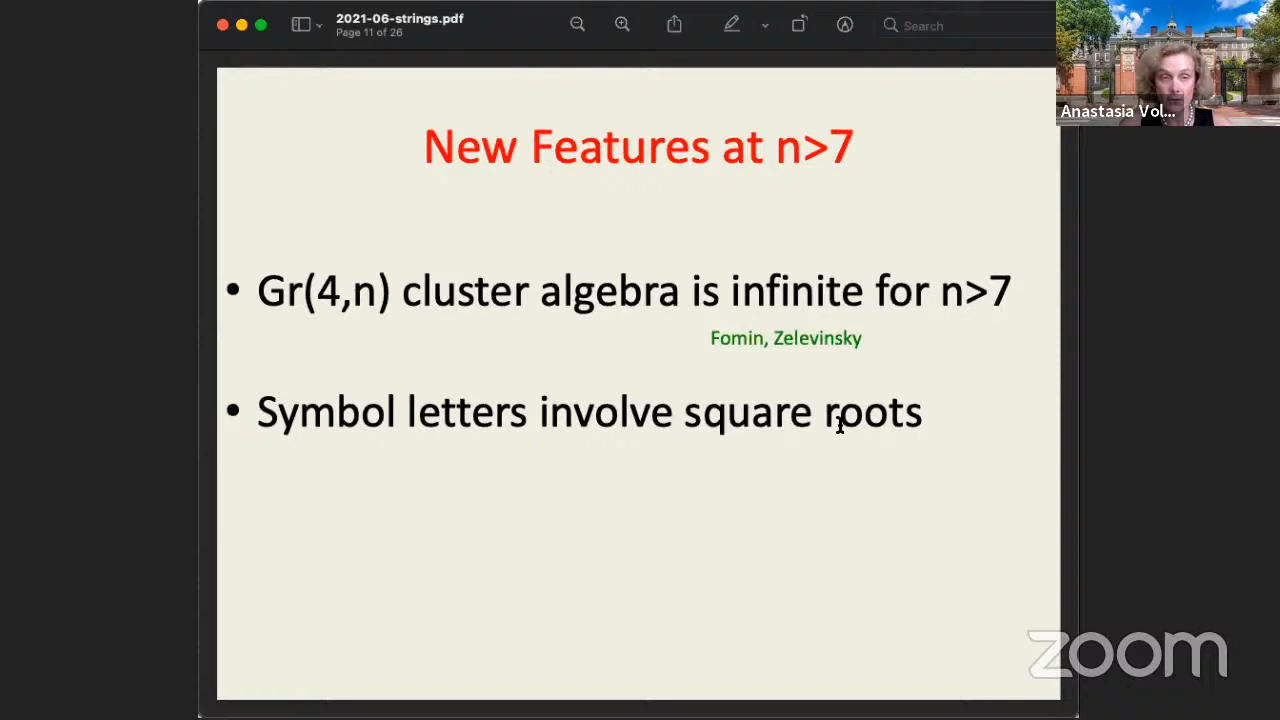 2021-06-strings.pdf
Page 11 of 26
Search
Anastasia Vol...
New Features at n>7
• Gr(4,n) cluster algebra is infinite for n>7
Fomin, Zelevinsky
• Symbol letters involve square roots
zoom